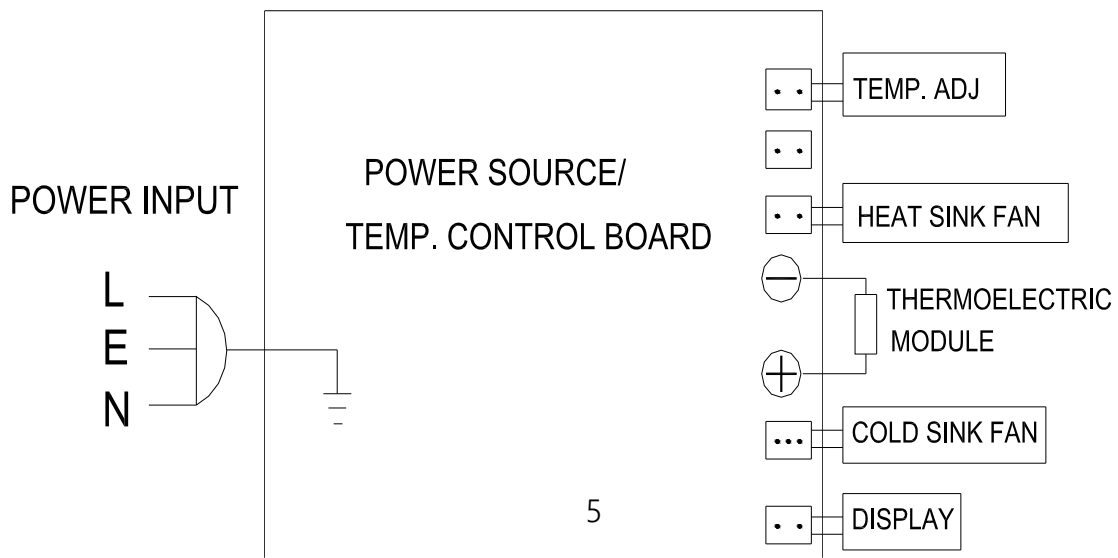 POWER INPUT
L
E
N
POWER SOURCE/
TEMP. CONTROL BOARD
TEMP. ADJ
HEAT SINK FAN
THERMOELECTRIC
MODULE
COLD SINK FAN
DISPLAY
5